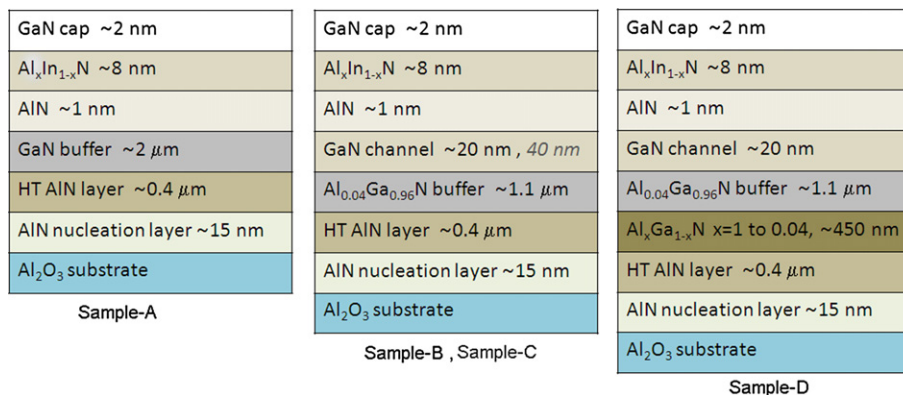 GaN cap ~2 nm
AlₓIn₁₋ₓN ~8 nm
AlN ~1 nm
GaN buffer ~2 μm
HT AlN layer ~0.4 μm
AlN nucleation layer ~15 nm
Al₂O₃ substrate
Sample-A
GaN cap ~2 nm
AlₓIn₁₋ₓN ~8 nm
AlN ~1 nm
GaN channel ~20 nm , 40 nm
Al₀.₀₄Ga₀.₉₆N buffer ~1.1 μm
HT AlN layer ~0.4 μm
AlN nucleation layer ~15 nm
Al₂O₃ substrate
Sample-B , Sample-C
GaN cap ~2 nm
AlₓIn₁₋ₓN ~8 nm
AlN ~1 nm
GaN channel ~20 nm
Al₀.₀₄Ga₀.₉₆N buffer ~1.1 μm
AlₓGa₁₋ₓN x=1 to 0.04, ~450 nm
HT AlN layer ~0.4 μm
AlN nucleation layer ~15 nm
Al₂O₃ substrate
Sample-D